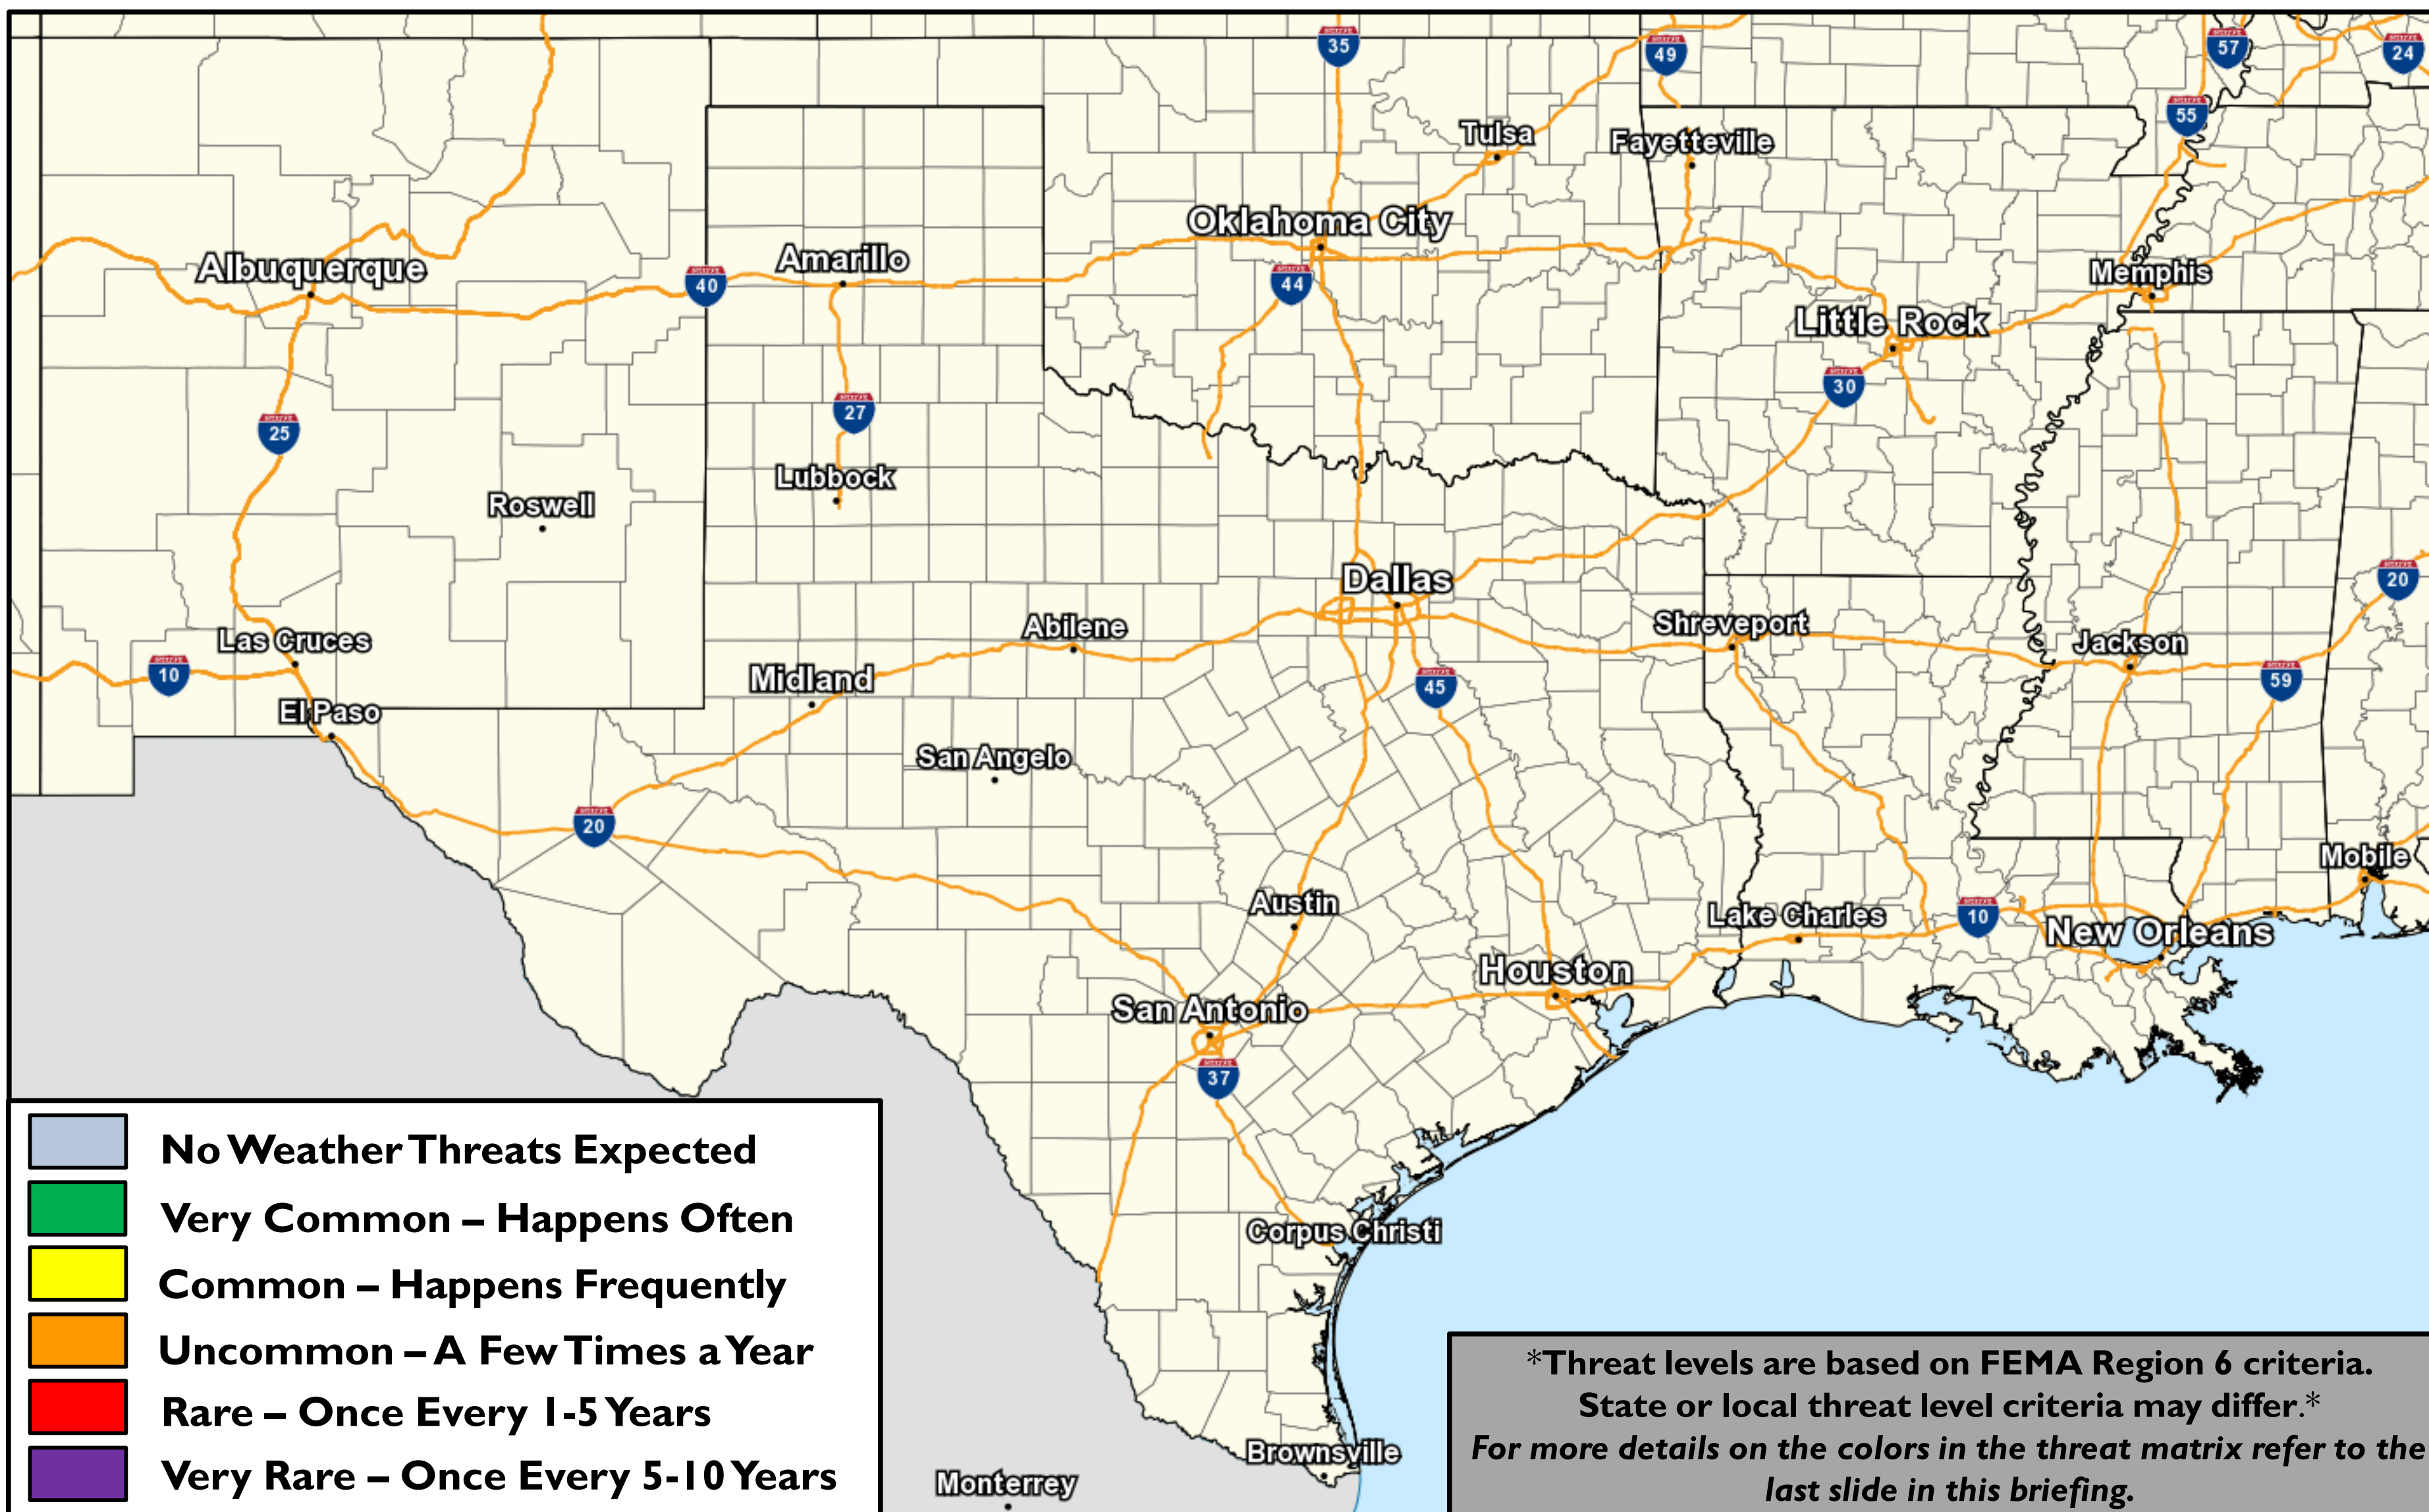 35
49
57
24
55
Tulsa
Fayetteville
Oklahoma City
Albuquerque
Amarillo
40
44
Memphis
Little Rock
30
27
25
Lubbock
Roswell
Dallas
20
Abilene
Shreveport
Las Cruces
Jackson
10
Midland
45
59
El Paso
San Angelo
20
Mobile
Austin
Lake Charles
10
New Orleans
Houston
San Antonio
37
Corpus Christi
Brownsville
Monterrey
No Weather Threats Expected
Very Common – Happens Often
Common – Happens Frequently
Uncommon – A Few Times a Year
Rare – Once Every 1-5 Years
Very Rare – Once Every 5-10 Years
*Threat levels are based on FEMA Region 6 criteria.
State or local threat level criteria may differ.*
For more details on the colors in the threat matrix refer to the
last slide in this briefing.